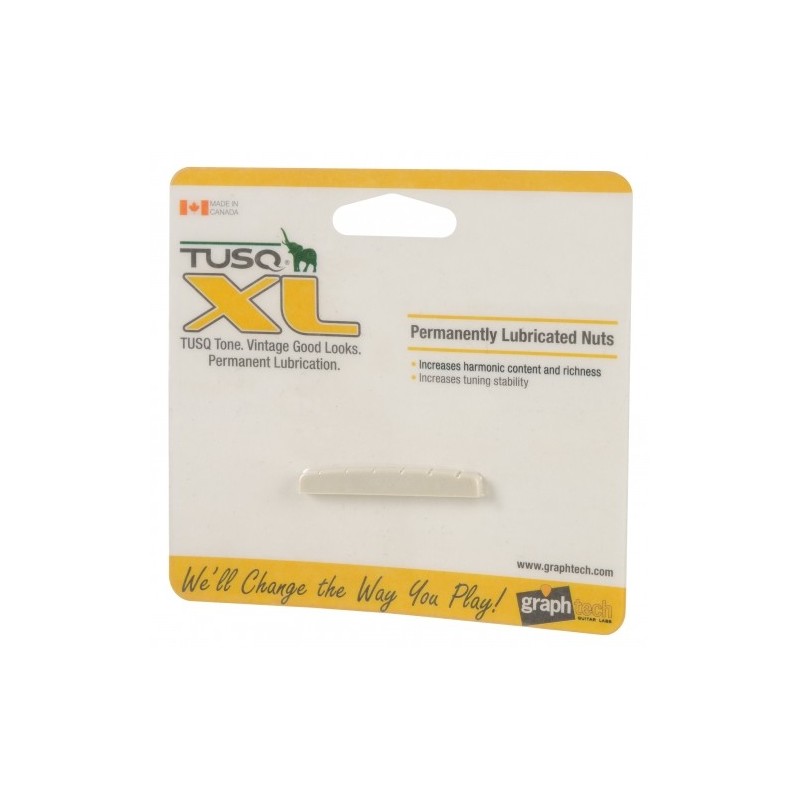 MADE IN
CANADA
TUSQ®
XL
TUSQ Tone. Vintage Good Looks.
Permanent Lubrication.
Permanently Lubricated Nuts
• Increases harmonic content and richness
• Increases tuning stability
www.graphtech.com
We'll Change the Way You Play!
graphtech
GUITAR LABS